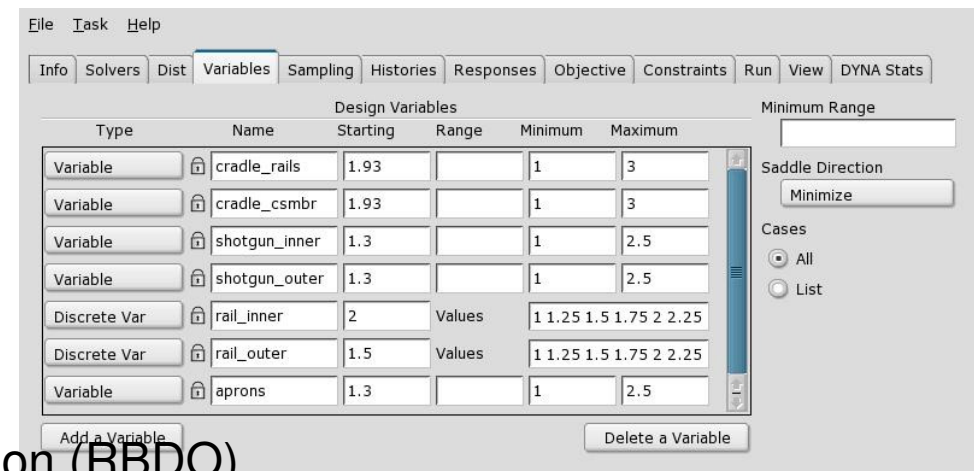 File Task Help
Info Solvers Dist Variables Sampling Histories Responses Objective Constraints Run View DYNA Stats
Design Variables
Type Name Starting Range Minimum Maximum
Variable cradle_rails 1.93 1 3
Variable cradle_csmbr 1.93 1 3
Variable shotgun_inner 1.3 1 2.5
Variable shotgun_outer 1.3 1 2.5
Discrete Var rail_inner 2 Values 1 1.25 1.5 1.75 2 2.25
Discrete Var rail_outer 1.5 Values 1 1.25 1.5 1.75 2 2.25
Variable aprons 1.3 1 2.5
Add a Variable Delete a Variable
Minimum Range
Saddle Direction
Minimize
Cases
All
List
on (RBDO)